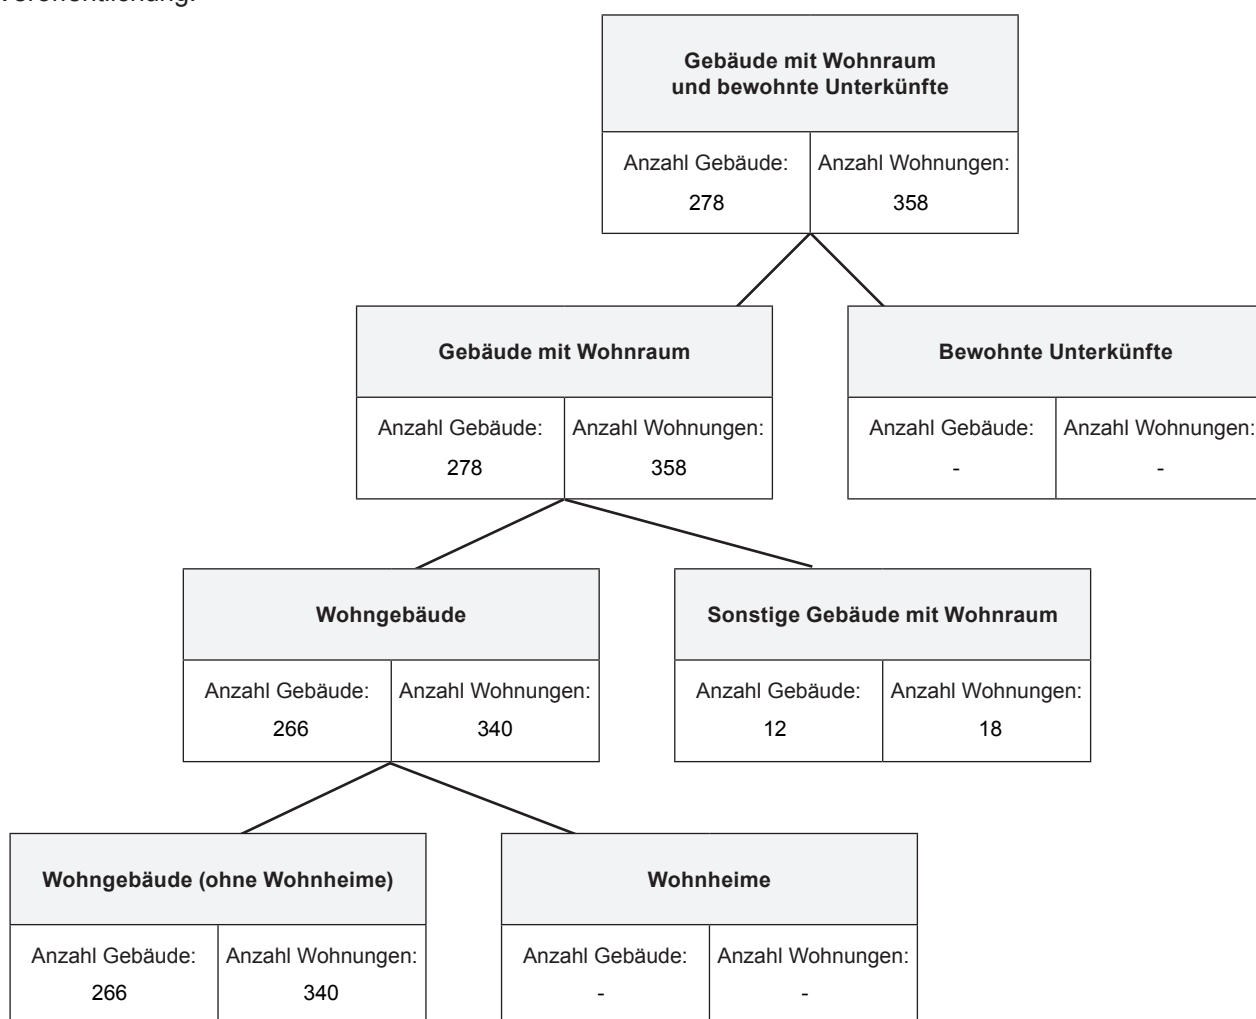 Veröffentlichung.
Gebäude mit Wohnraum
und bewohnte Unterkünfte
Anzahl Gebäude: Anzahl Wohnungen:
278 358
Gebäude mit Wohnraum
Anzahl Gebäude: Anzahl Wohnungen:
278 358
Bewohnte Unterkünfte
Anzahl Gebäude: Anzahl Wohnungen:
- -
Wohngebäude
Anzahl Gebäude: Anzahl Wohnungen:
266 340
Sonstige Gebäude mit Wohnraum
Anzahl Gebäude: Anzahl Wohnungen:
12 18
Wohngebäude (ohne Wohnheime)
Anzahl Gebäude: Anzahl Wohnungen:
266 340
Wohnheime
Anzahl Gebäude: Anzahl Wohnungen:
- -